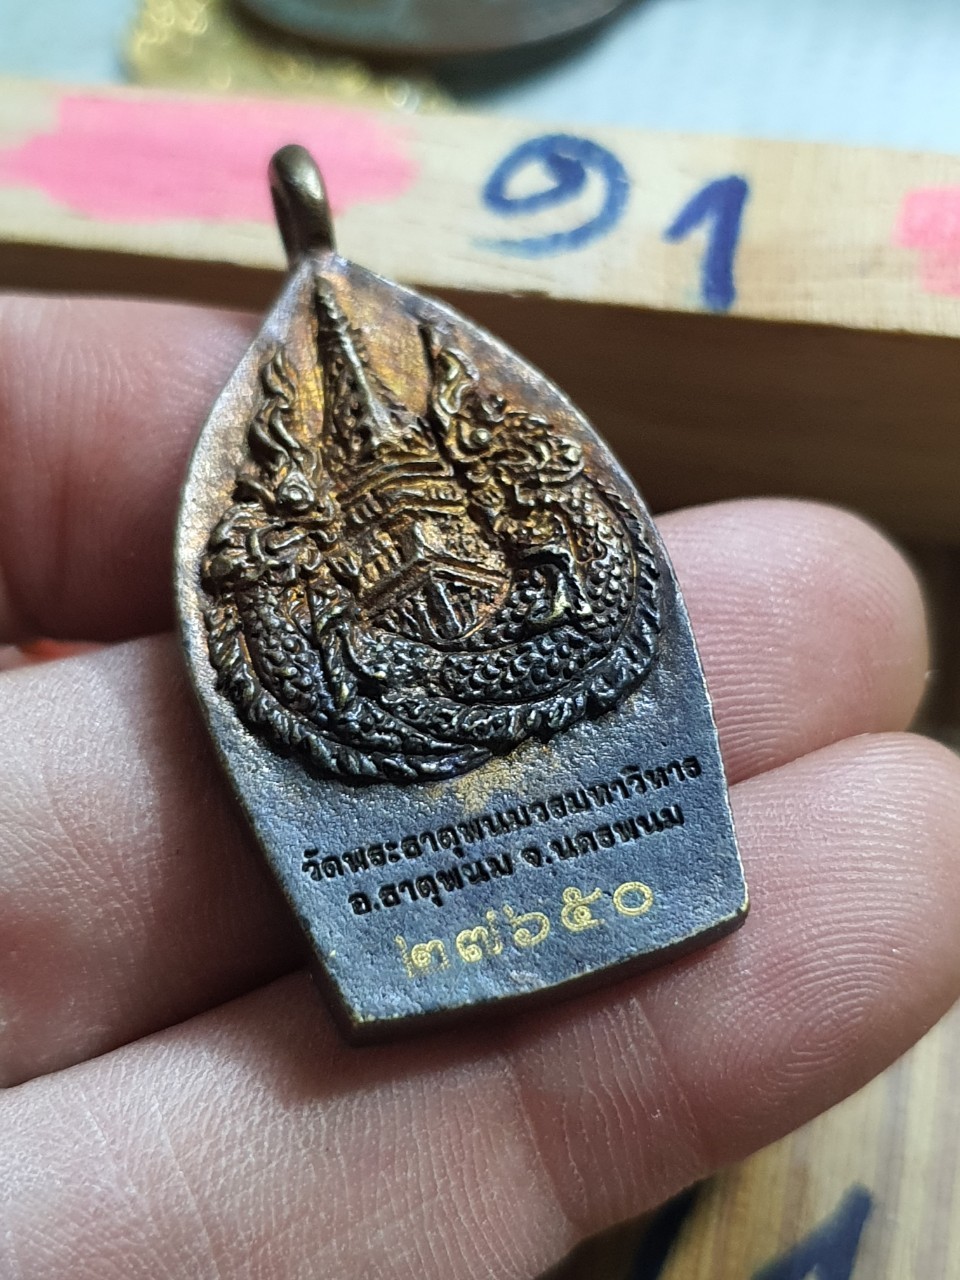 ๑1
วัดพระธาตุพนมวรมหาวิหาร
อ.ธาตุพนม จ.นครพนม
๒๗๖๕๐